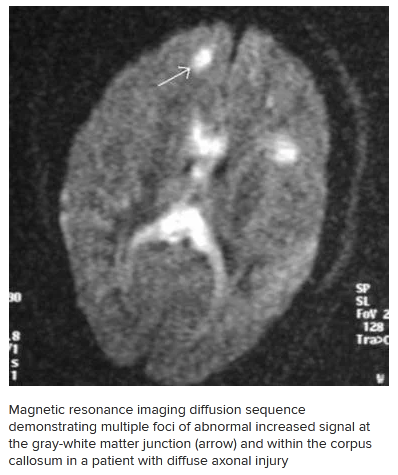 30
.8
/1
S
1
SP
SL
FoV 2
128
Tra>C
W
Magnetic resonance imaging diffusion sequence
demonstrating multiple foci of abnormal increased signal at
the gray-white matter junction (arrow) and within the corpus
callosum in a patient with diffuse axonal injury